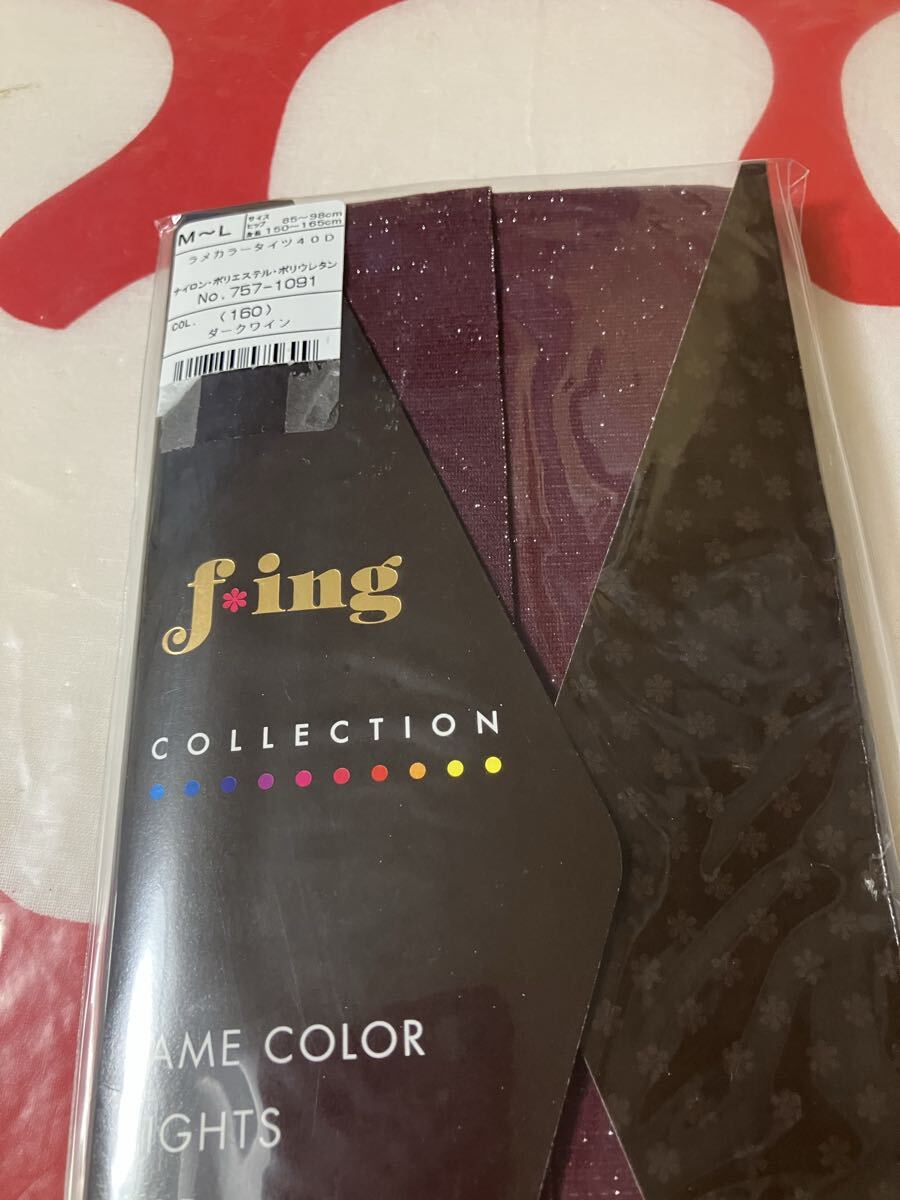 M～L サイズ ヒップ 85～98cm 身長 150～165cm
ラメカラータイツ40D
ナイロン・ポリエステル・ポリウレタン
No.757-1091
COL. 〈160〉
ダークワイン
f*ing
COLLECTION
AME COLOR
IGHTS